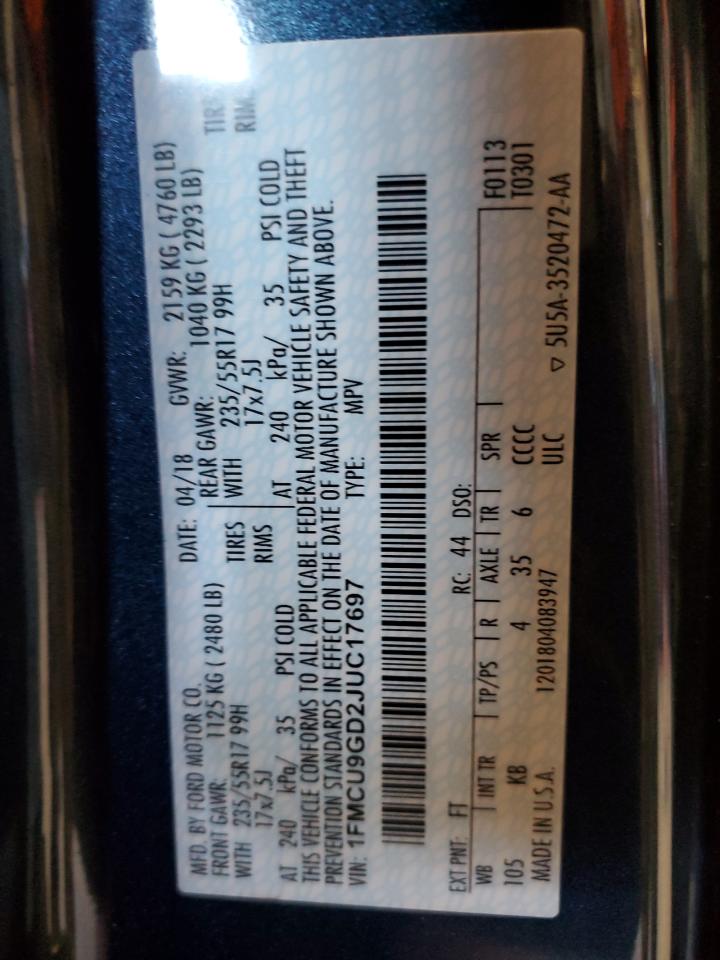 MFD. BY FORD MOTOR CO.
DATE: 04/18
GVWR: 2159 KG ( 4760 LB)
FRONT GAWR: 1125 KG ( 2480 LB)
REAR GAWR: 1040 KG ( 2293 LB)
WITH 235/55R17 99H TIRES WITH 235/55R17 99H TIRE
17x7.5J RIMS 17x7.5J RIM
AT 240 kPa/ 35 PSI COLD AT 240 kPa/ 35 PSI COLD
THIS VEHICLE CONFORMS TO ALL APPLICABLE FEDERAL MOTOR VEHICLE SAFETY AND THEFT
PREVENTION STANDARDS IN EFFECT ON THE DATE OF MANUFACTURE SHOWN ABOVE.
VIN: 1FMCU9GD2JUC17697 TYPE: MPV
EXT PNT: FT RC: 44 DSO:
WB INT TR TP/PS R AXLE TR SPR F0113
105 KB 4 35 6 CCCC T0301
MADE IN U.S.A. 1201804083947 ULC ▽ 5U5A-3520472-AA